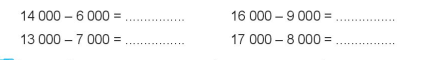 14 000 – 6 000 = ................ 16 000 – 9 000 = ................
13 000 – 7 000 = ................ 17 000 – 8 000 = ................